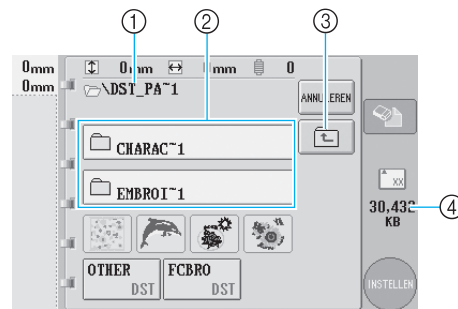 ① ② ③
0mm 0mm 0mm 0
0mm \DST_PA~1
ANNULEREN
CHARAC~1
XX
EMBROI~1
30,432 ④
KB
OTHER FCBRO
DST DST
INSTELLEN